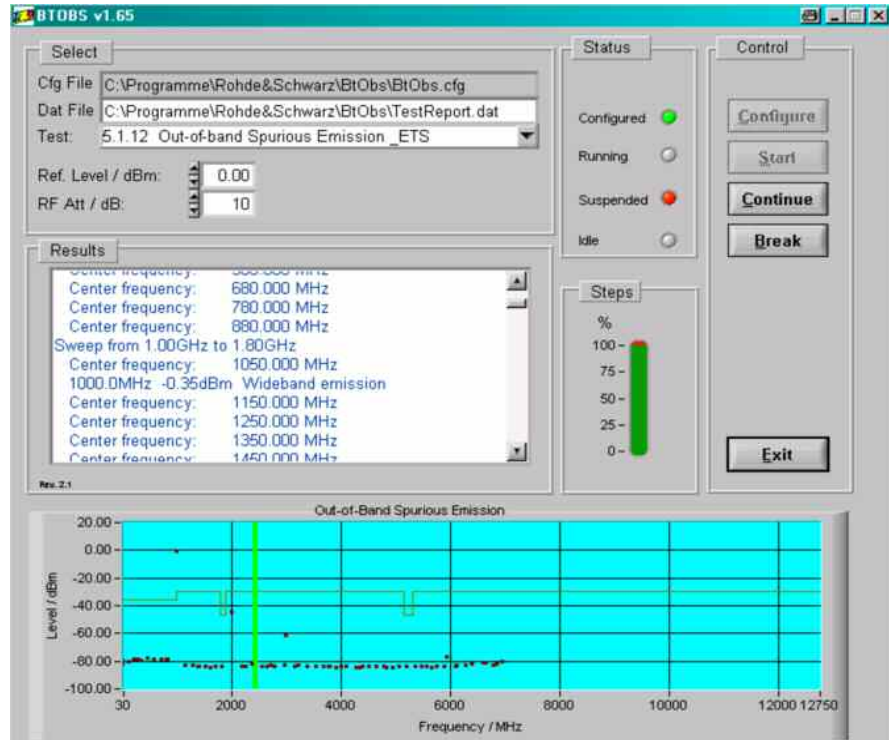 BTOBS v1.65
Select
Cfg File C:\Programme\Rohde&Schwarz\BtObs\BtObs.cfg
Dat File C:\Programme\Rohde&Schwarz\BtObs\TestReport.dat
Test: 5.1.12 Out-of-band Spurious Emission _ETS
Ref. Level / dBm: 0.00
RF Att / dB: 10
Status
Configured
Running
Suspended
Idle
Control
Configure
Start
Continue
Break
Exit
Results
Center frequency: 580.000 MHz
Center frequency: 680.000 MHz
Center frequency: 780.000 MHz
Center frequency: 880.000 MHz
Sweep from 1.00GHz to 1.80GHz
Center frequency: 1050.000 MHz
1000.0MHz -0.35dBm Wideband emission
Center frequency: 1150.000 MHz
Center frequency: 1250.000 MHz
Center frequency: 1350.000 MHz
Center frequency: 1450.000 MHz
Steps
%
100
75
50
25
0
Rev. 2.1
Out-of-Band Spurious Emission
Level / dBm
20.00
0.00
-20.00
-40.00
-60.00
-80.00
-100.00
30 2000 4000 6000 8000 10000 12000 12750
Frequency / MHz